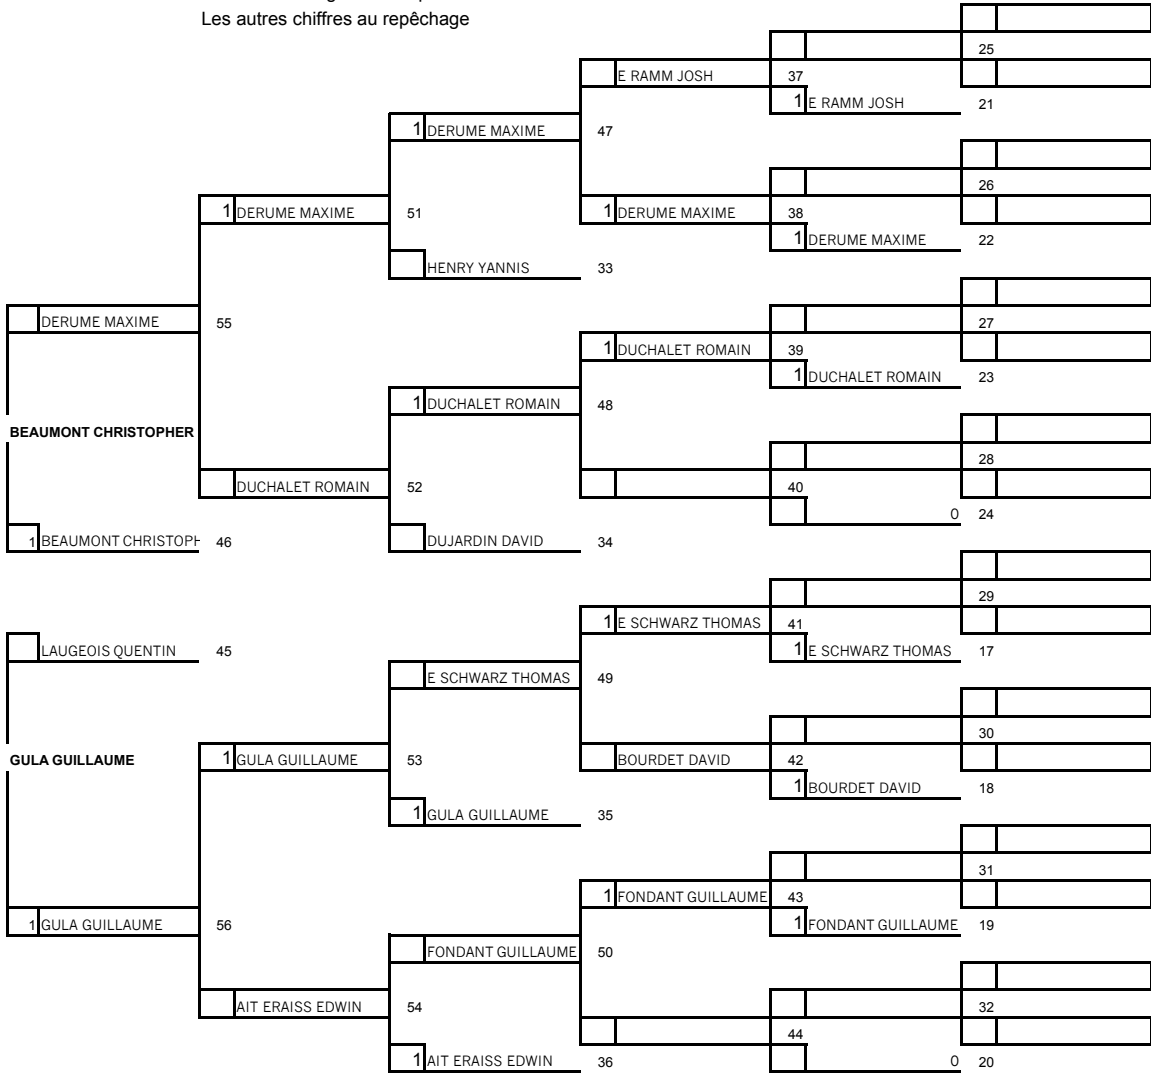 Les autres chiffres au repêchage
25
E RAMM JOSH 37
1 E RAMM JOSH 21
1 DERUME MAXIME 47
26
1 DERUME MAXIME 51 1 DERUME MAXIME 38
1 DERUME MAXIME 22
HENRY YANNIS 33
DERUME MAXIME 55 27
1 DUCHALET ROMAIN 39
1 DUCHALET ROMAIN 23
1 DUCHALET ROMAIN 48
BEAUMONT CHRISTOPHER
28
DUCHALET ROMAIN 52 40
0 24
1 BEAUMONT CHRISTOPH 46 DUJARDIN DAVID 34
29
1 E SCHWARZ THOMAS 41
LAUGEOIS QUENTIN 45 1 E SCHWARZ THOMAS 17
E SCHWARZ THOMAS 49
30
GULA GUILLAUME 1 GULA GUILLAUME 53 BOURDET DAVID 42
1 BOURDET DAVID 18
1 GULA GUILLAUME 35
31
1 FONDANT GUILLAUME 43
1 GULA GUILLAUME 56 1 FONDANT GUILLAUME 19
FONDANT GUILLAUME 50
AIT ERAISS EDWIN 54 32
44
1 AIT ERAISS EDWIN 36 0 20